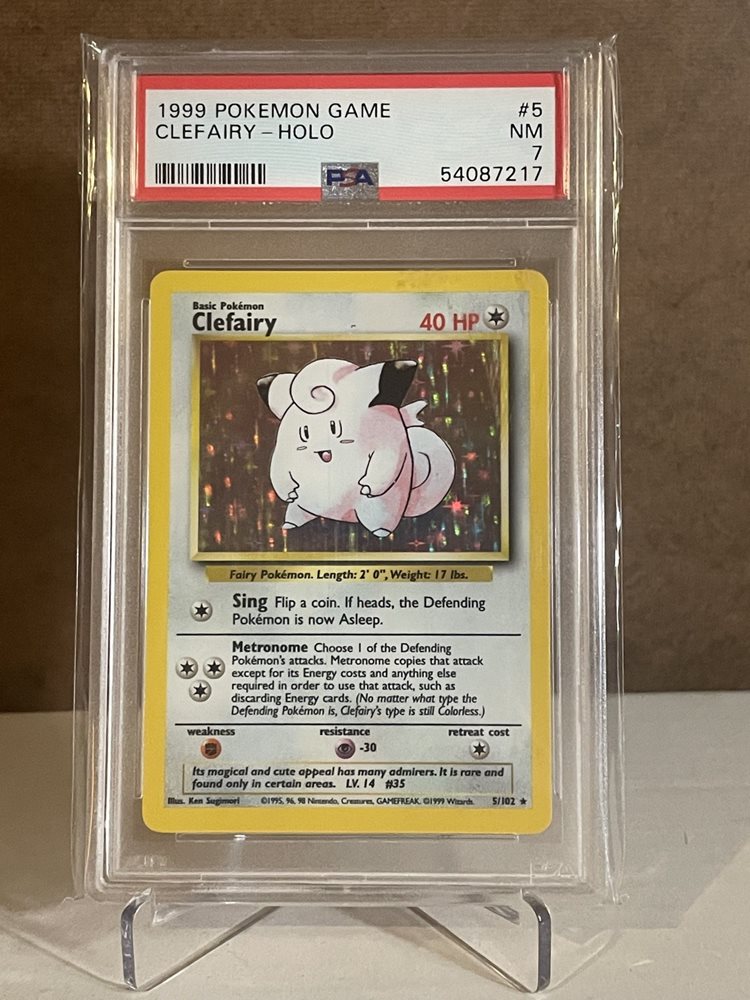 1999 POKEMON GAME #5
CLEFAIRY - HOLO NM
7
PSA 54087217
Basic Pokémon
Clefairy 40 HP
Fairy Pokémon. Length: 2' 0", Weight: 17 lbs.
Sing Flip a coin. If heads, the Defending
Pokémon is now Asleep.
Metronome Choose 1 of the Defending
Pokémon's attacks. Metronome copies that attack
except for its Energy costs and anything else
required in order to use that attack, such as
discarding Energy cards. (No matter what type the
Defending Pokémon is, Clefairy's type is still Colorless.)
weakness resistance retreat cost
-30
Its magical and cute appeal has many admirers. It is rare and
found only in certain areas. LV. 14 #35
Illus. Ken Sugimori ©1995, 96, 98 Nintendo, Creatures, GAMEFREAK. ©1999 Wizards. 5/102 ★